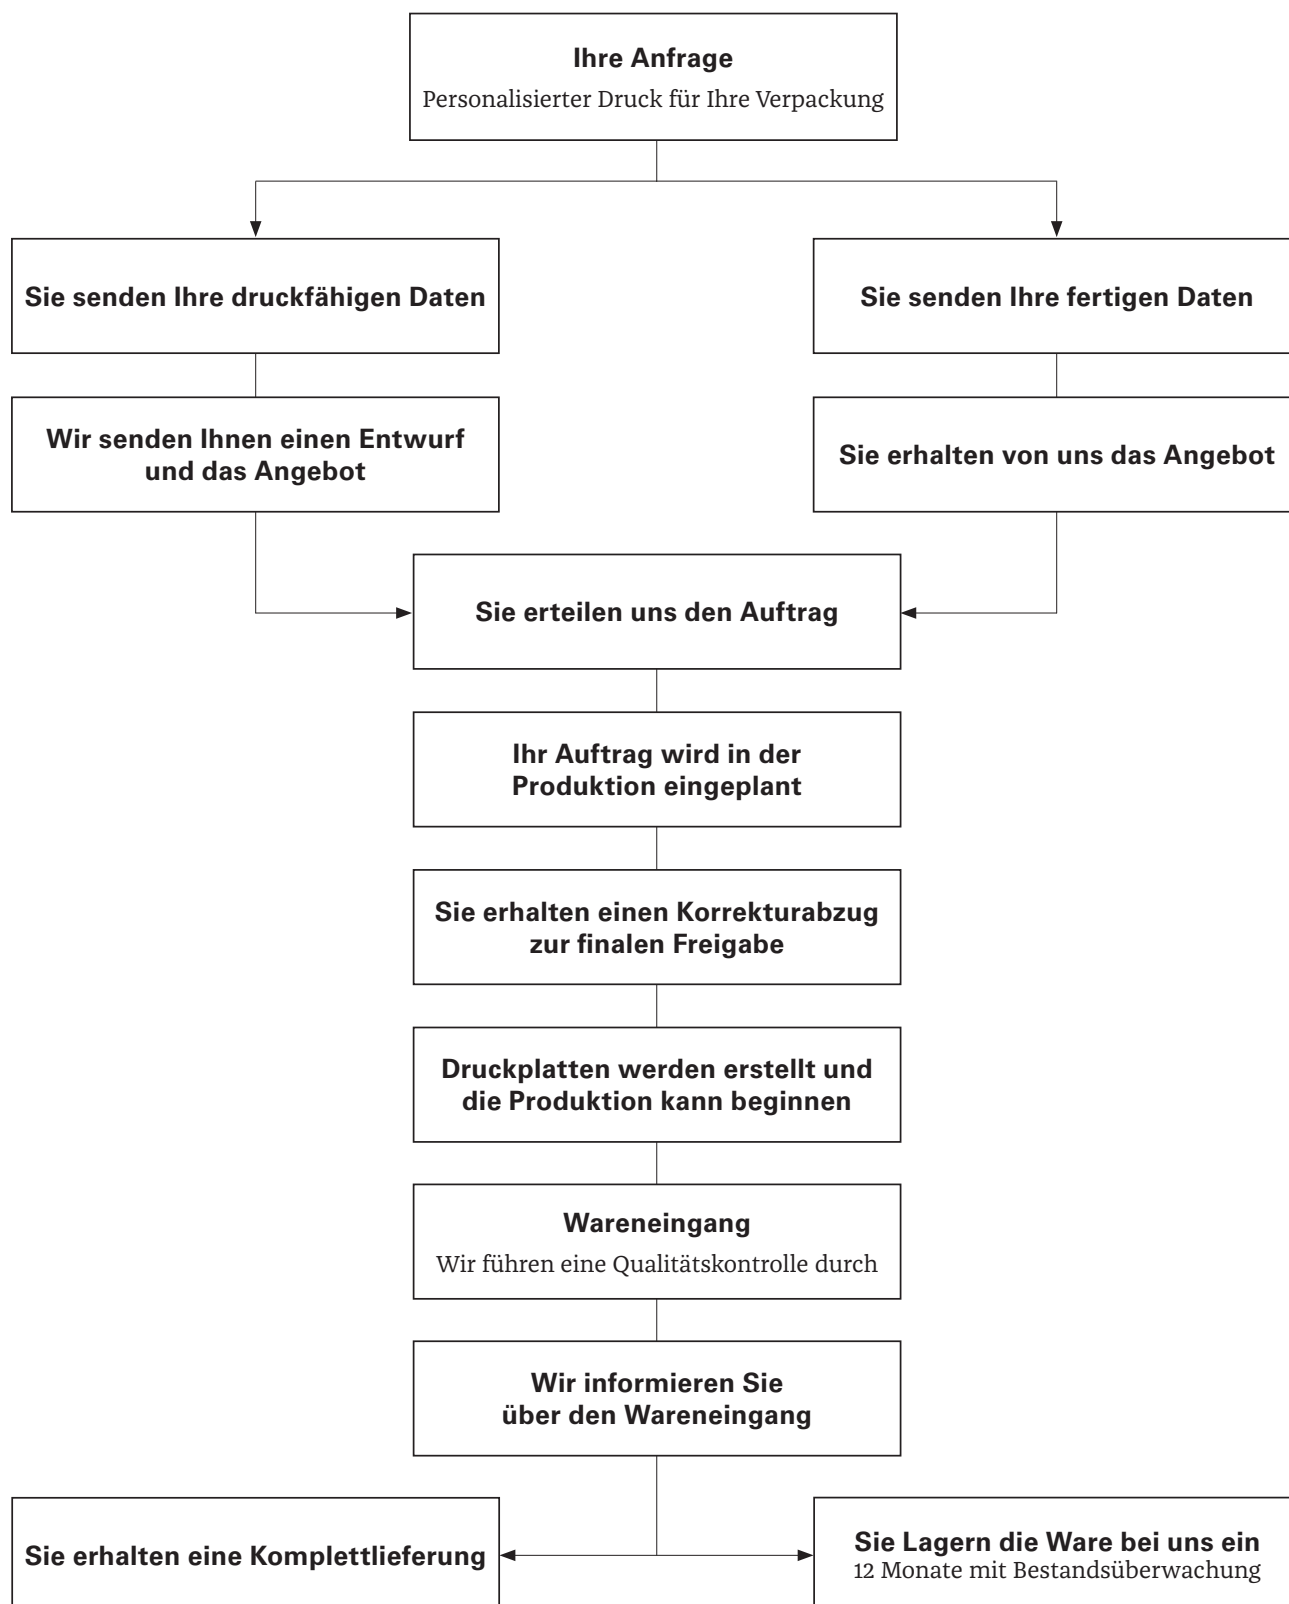 Ihre Anfrage
Personalisierter Druck für Ihre Verpackung
Sie senden Ihre druckfähigen Daten
Sie senden Ihre fertigen Daten
Wir senden Ihnen einen Entwurf
und das Angebot
Sie erhalten von uns das Angebot
Sie erteilen uns den Auftrag
Ihr Auftrag wird in der
Produktion eingeplant
Sie erhalten einen Korrekturabzug
zur finalen Freigabe
Druckplatten werden erstellt und
die Produktion kann beginnen
Wareneingang
Wir führen eine Qualitätskontrolle durch
Wir informieren Sie
über den Wareneingang
Sie erhalten eine Komplettlieferung
Sie Lagern die Ware bei uns ein
12 Monate mit Bestandsüberwachung